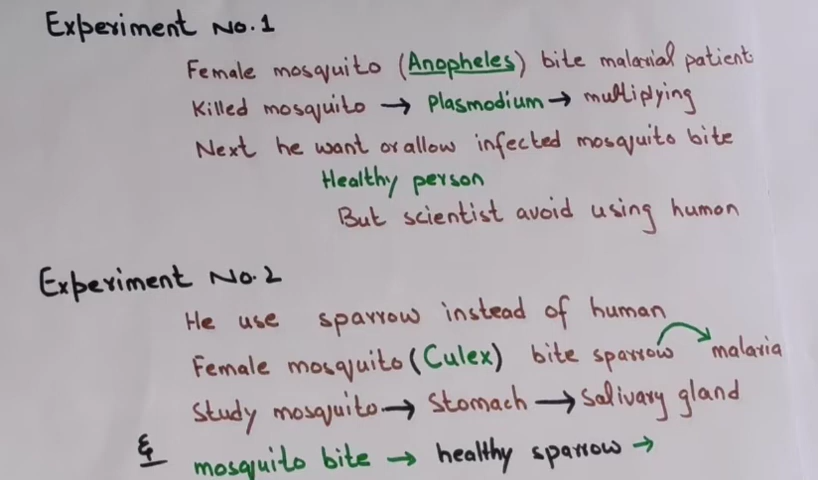 Experiment No.1
Female mosquito (Anopheles) bite malarial patient
Killed mosquito → Plasmodium → multiplying
Next he want or allow infected mosquito bite
Healthy person
But scientist avoid using human
Experiment No.2
He use sparrow instead of human
Female mosquito (Culex) bite sparrow → malaria
Study mosquito → Stomach → Salivary gland
& mosquito bite → healthy sparrow →